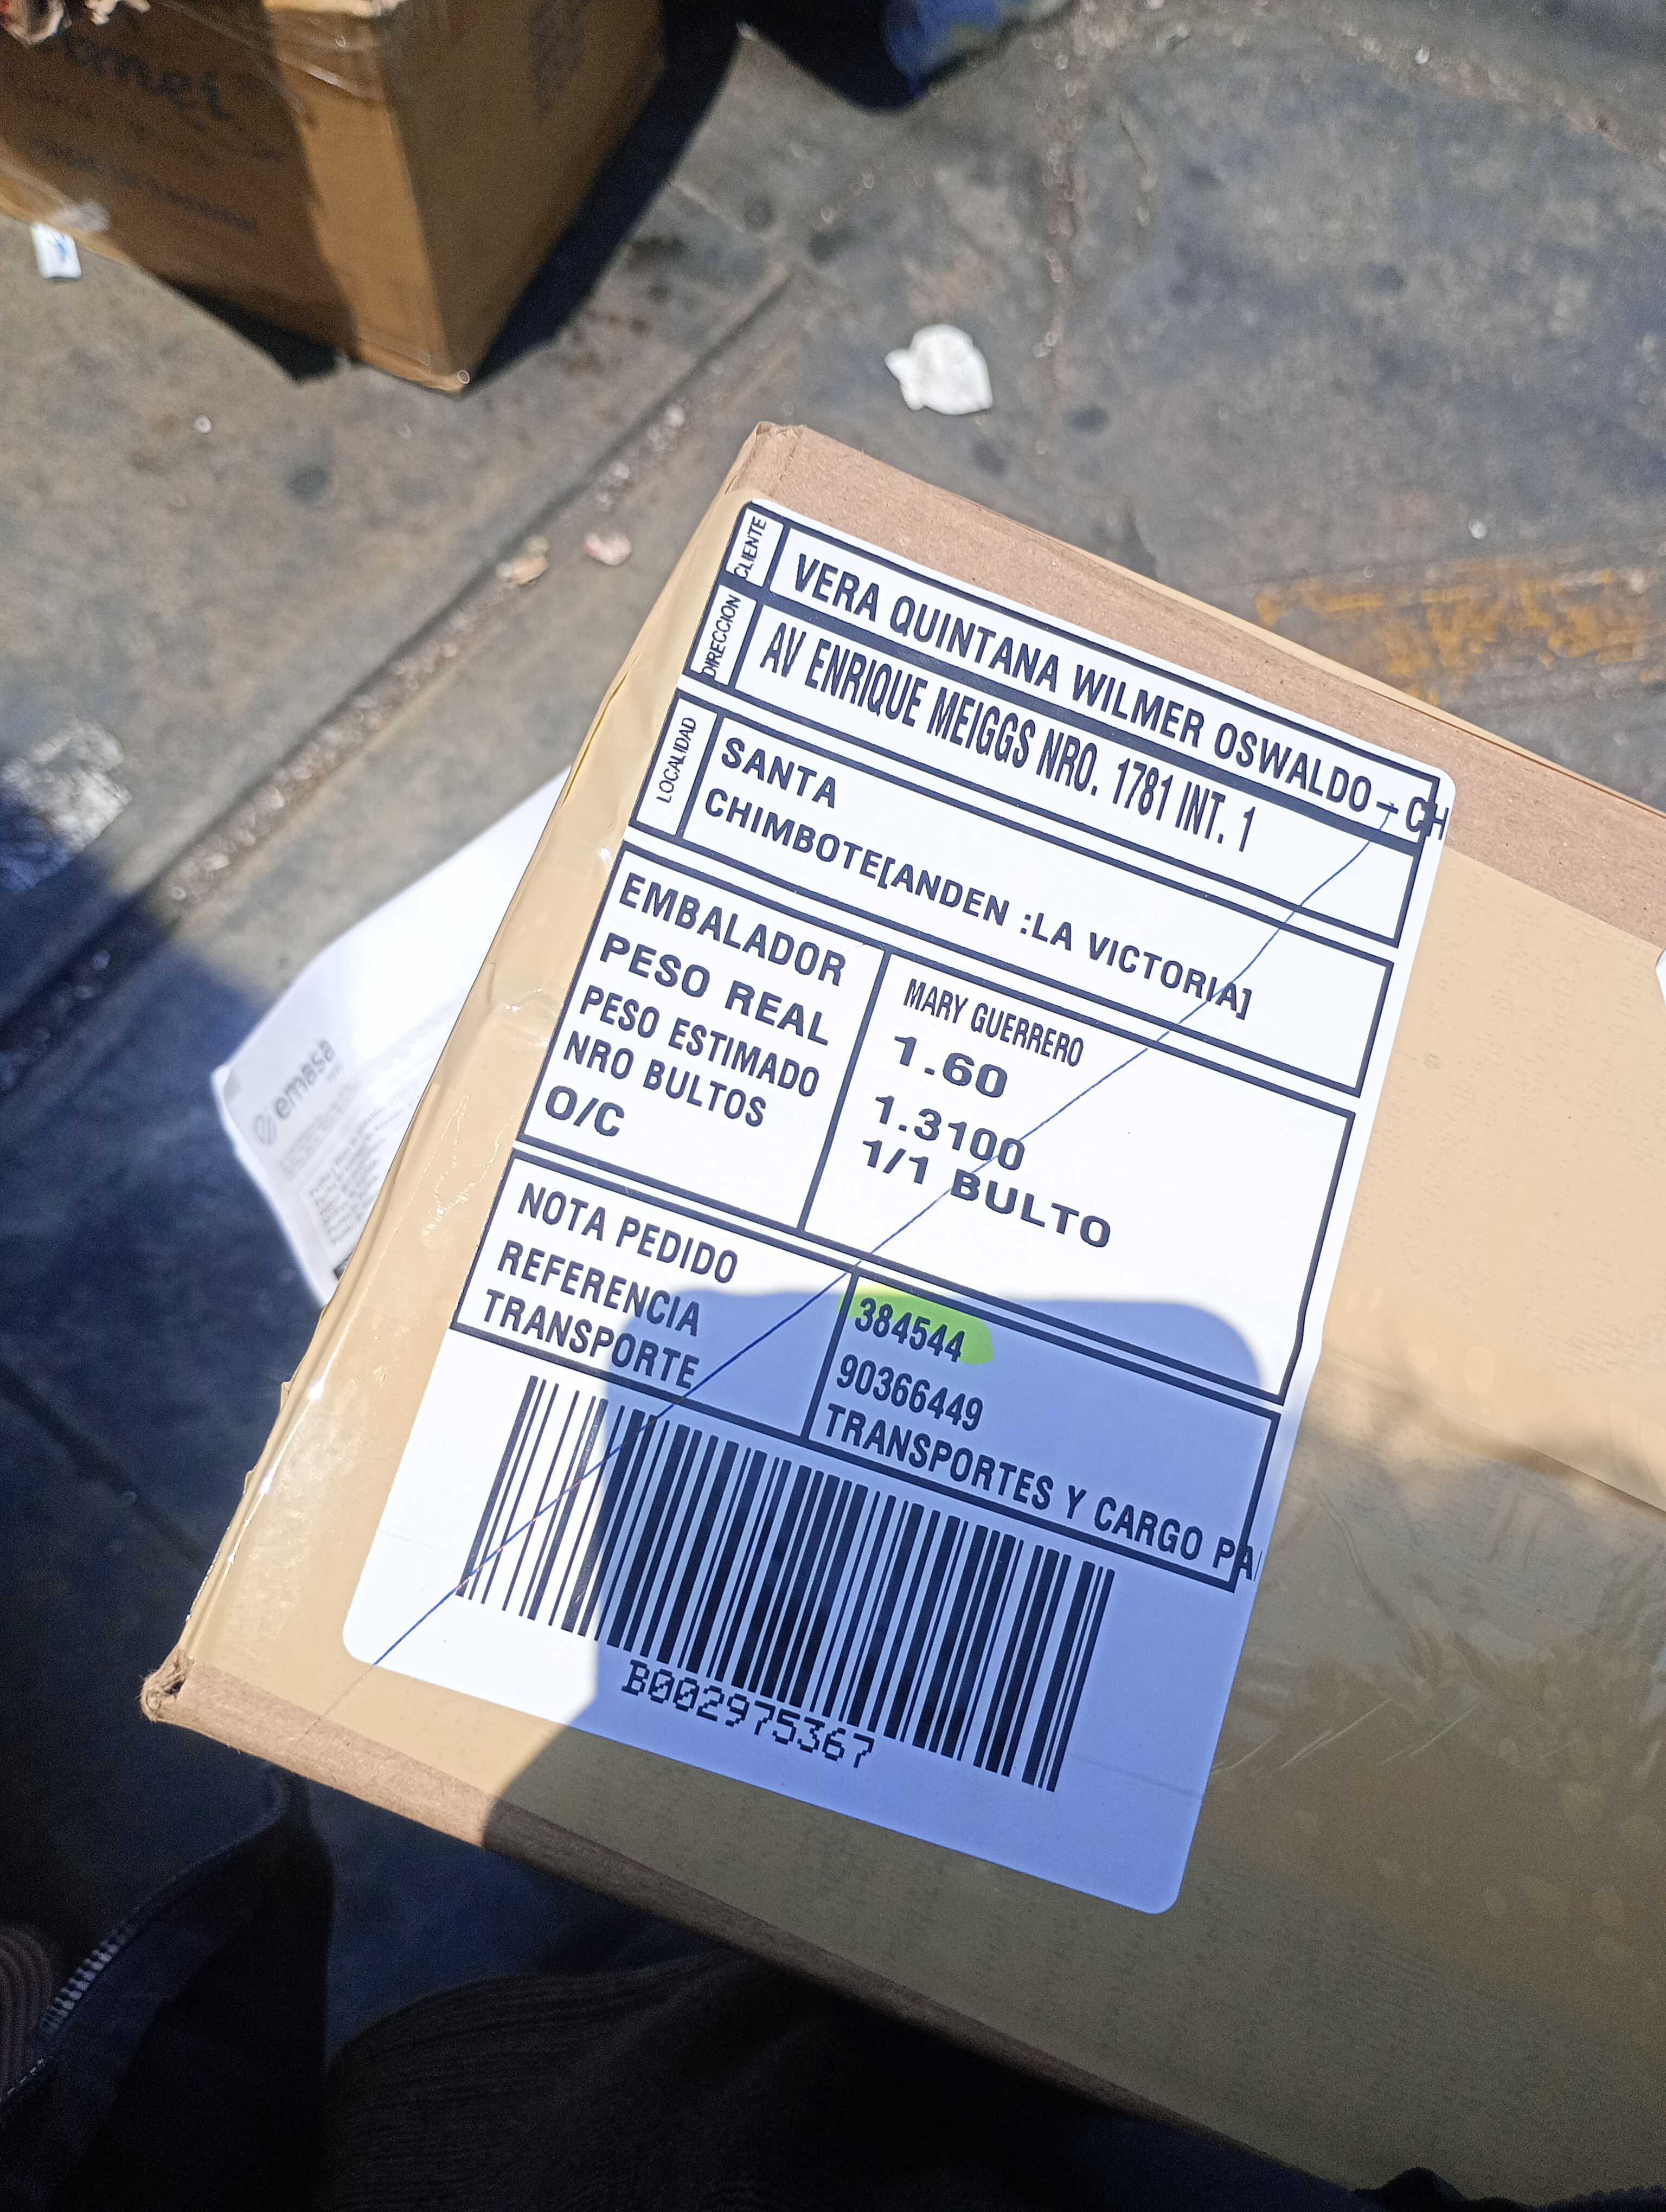 CLIENTE
VERA QUINTANA WILMER OSWALDO - CH
DIRECCION
AV ENRIQUE MEIGGS NRO. 1781 INT. 1
LOCALIDAD
SANTA
CHIMBOTE[ANDEN :LA VICTORIA]
EMBALADOR MARY GUERRERO
PESO REAL 1.60
PESO ESTIMADO 1.3100
NRO BULTOS 1/1 BULTO
O/C
NOTA PEDIDO 384544
REFERENCIA 90366449
TRANSPORTE TRANSPORTES Y CARGO PA
B002975367
emasa